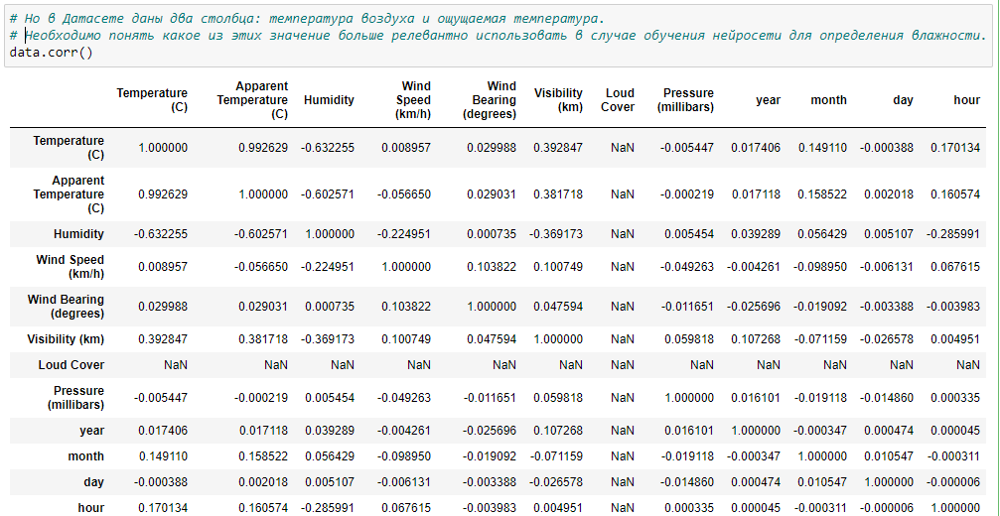 # Но в Датасете даны два столбца: температура воздуха и ощущаемая температура.
# Необходимо понять какое из этих значение больше релевантно использовать в случае обучения нейросети для определения влажности.
data.corr()
Temperature (C) Apparent Temperature (C) Humidity Wind Speed (km/h) Wind Bearing (degrees) Visibility (km) Loud Cover Pressure (millibars) year month day hour
Temperature (C) 1.000000 0.992629 -0.632255 0.008957 0.029988 0.392847 NaN -0.005447 0.017406 0.149110 -0.000388 0.170134
Apparent Temperature (C) 0.992629 1.000000 -0.602571 -0.056650 0.029031 0.381718 NaN -0.000219 0.017118 0.158522 0.002018 0.160574
Humidity -0.632255 -0.602571 1.000000 -0.224951 0.000735 -0.369173 NaN 0.005454 0.039289 0.056429 0.005107 -0.285991
Wind Speed (km/h) 0.008957 -0.056650 -0.224951 1.000000 0.103822 0.100749 NaN -0.049263 -0.004261 -0.098950 -0.006131 0.067615
Wind Bearing (degrees) 0.029988 0.029031 0.000735 0.103822 1.000000 0.047594 NaN -0.011651 -0.025696 -0.019092 -0.003388 -0.003983
Visibility (km) 0.392847 0.381718 -0.369173 0.100749 0.047594 1.000000 NaN 0.059818 0.107268 -0.071159 -0.026578 0.004951
Loud Cover NaN NaN NaN NaN NaN NaN NaN NaN NaN NaN NaN NaN
Pressure (millibars) -0.005447 -0.000219 0.005454 -0.049263 -0.011651 0.059818 NaN 1.000000 0.016101 -0.019118 -0.014860 0.000335
year 0.017406 0.017118 0.039289 -0.004261 -0.025696 0.107268 NaN 0.016101 1.000000 -0.000347 0.000474 0.000045
month 0.149110 0.158522 0.056429 -0.098950 -0.019092 -0.071159 NaN -0.019118 -0.000347 1.000000 0.010547 -0.000311
day -0.000388 0.002018 0.005107 -0.006131 -0.003388 -0.026578 NaN -0.014860 0.000474 0.010547 1.000000 -0.000006
hour 0.170134 0.160574 -0.285991 0.067615 -0.003983 0.004951 NaN 0.000335 0.000045 -0.000311 -0.000006 1.000000